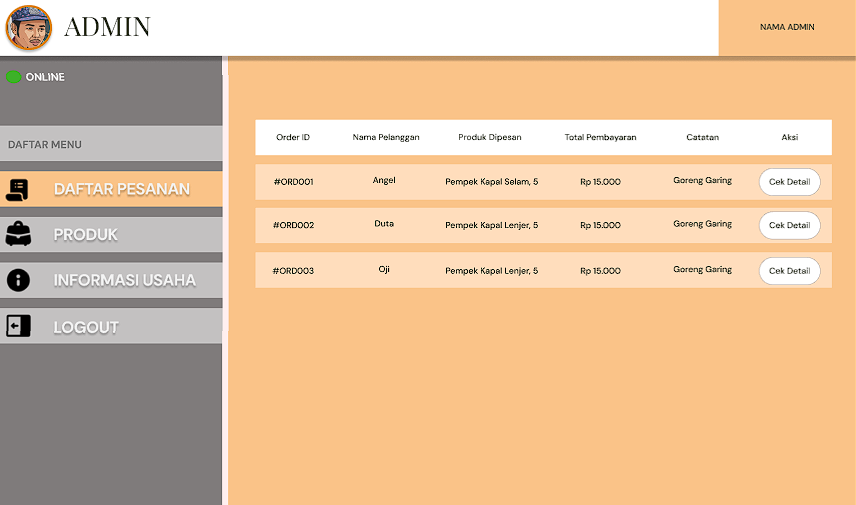 ADMIN
NAMA ADMIN
ONLINE
DAFTAR MENU
DAFTAR PESANAN
PRODUK
INFORMASI USAHA
LOGOUT
Order ID Nama Pelanggan Produk Dipesan Total Pembayaran Catatan Aksi
#ORD001 Angel Pempek Kapal Selam, 5 Rp 15.000 Goreng Garing Cek Detail
#ORD002 Duta Pempek Kapal Lenjer, 5 Rp 15.000 Goreng Garing Cek Detail
#ORD003 Oji Pempek Kapal Lenjer, 5 Rp 15.000 Goreng Garing Cek Detail